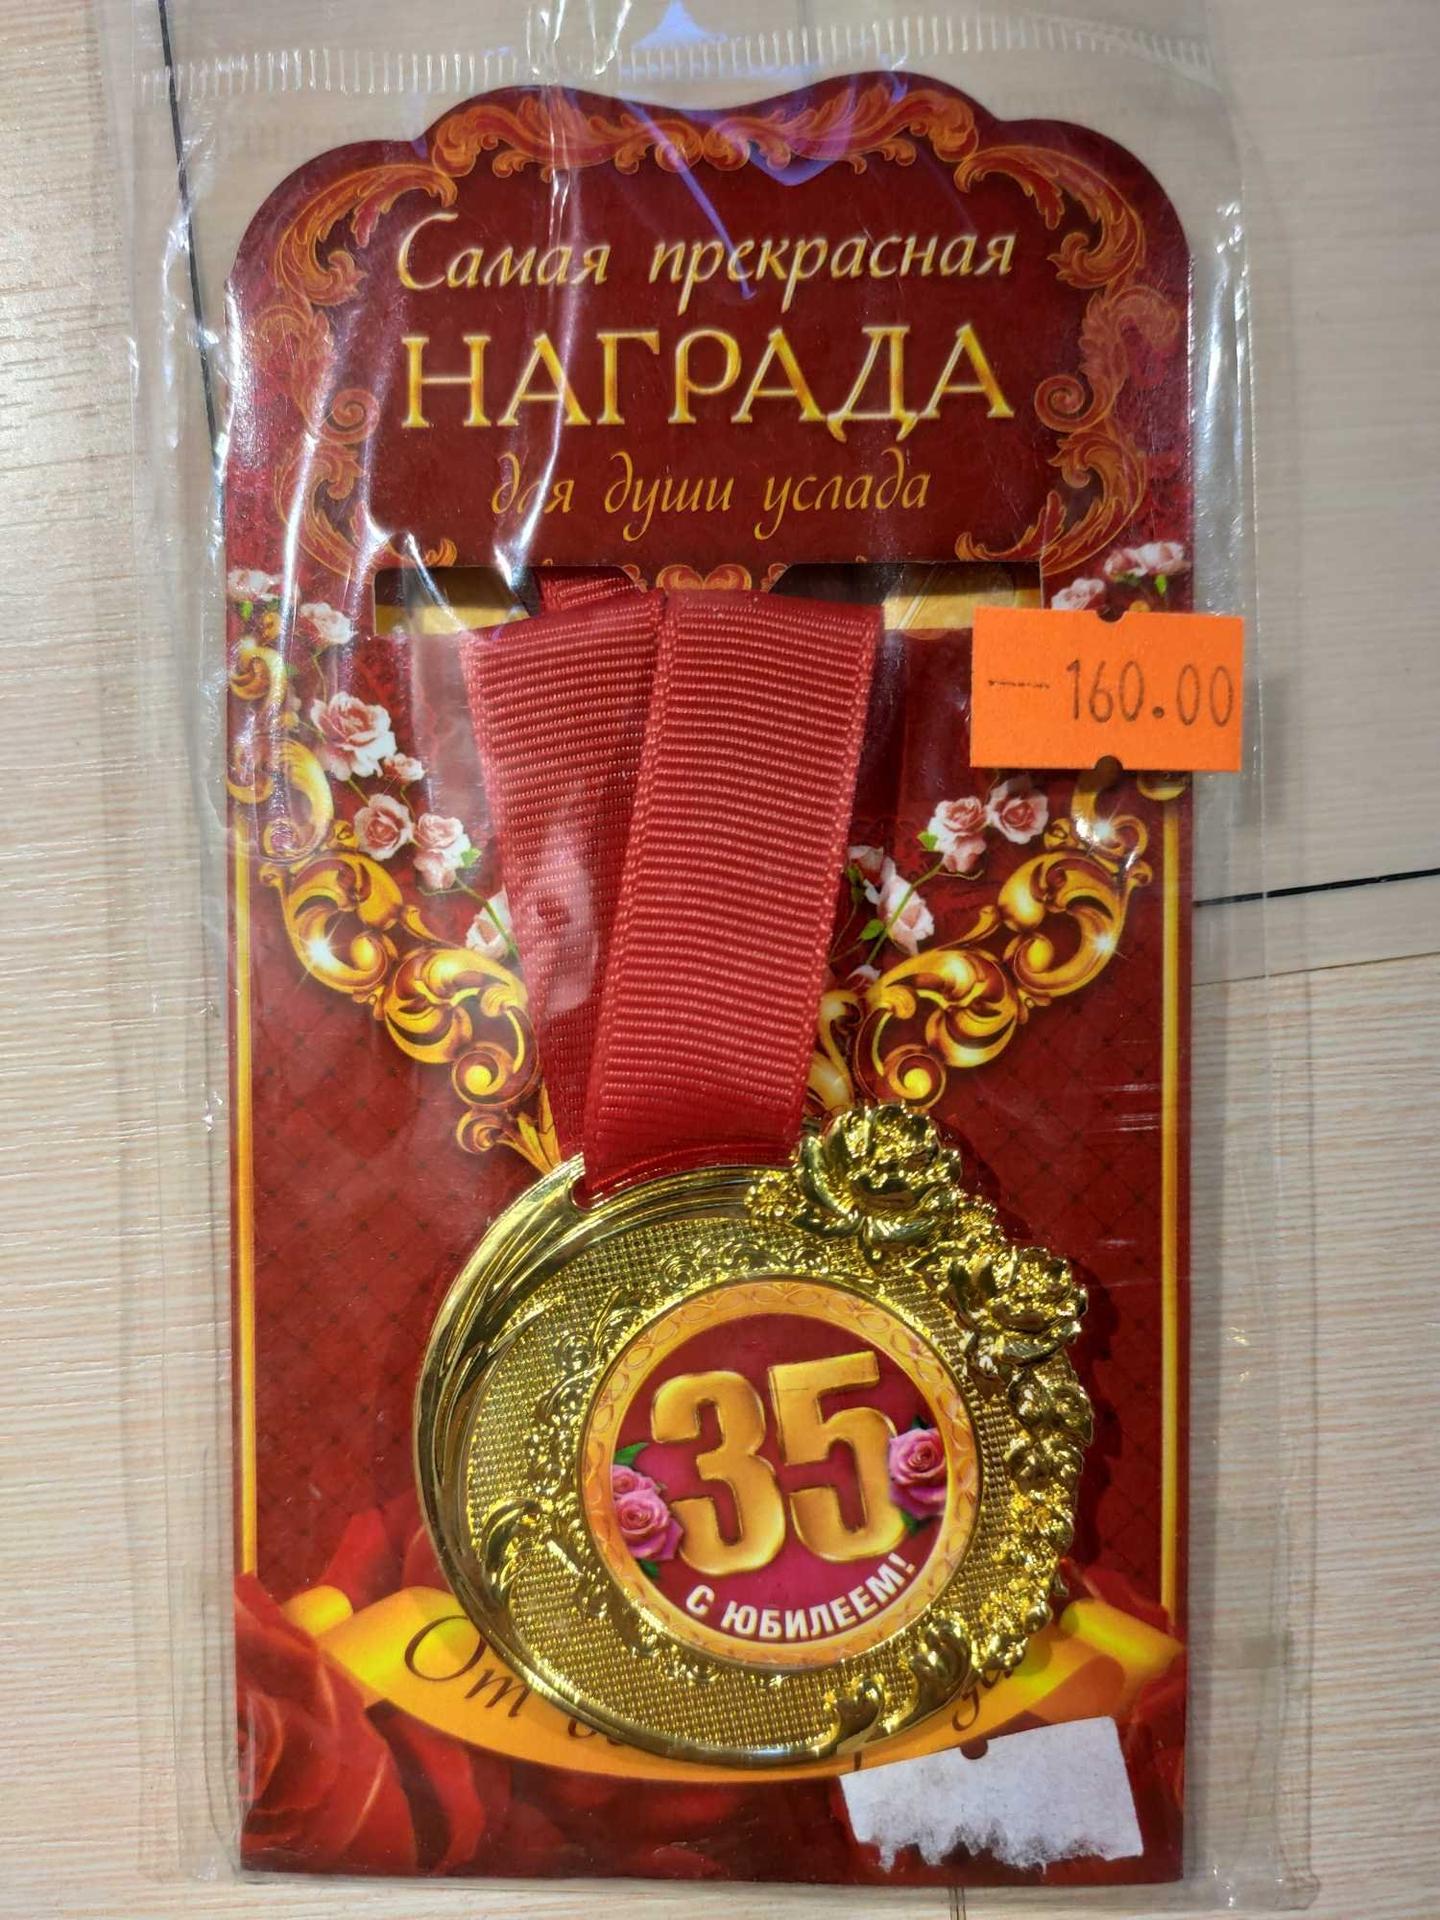 Самая прекрасная
НАГРАДА
для души услада
160.00
35
С ЮБИЛЕЕМ!
От